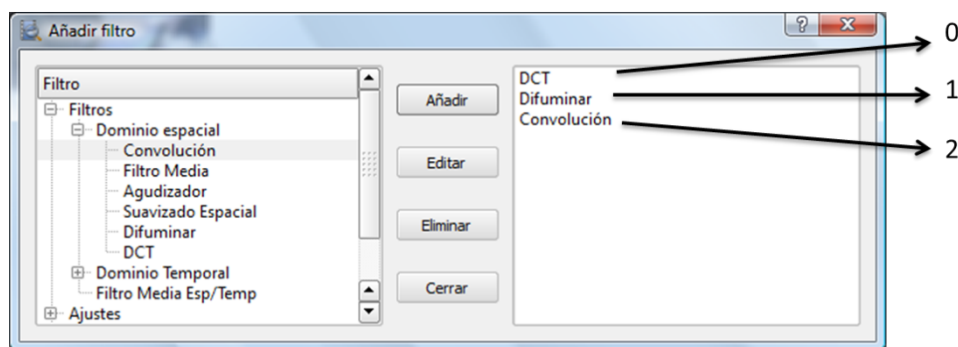 Añadir filtro
Filtro
Filtros
Dominio espacial
Convolución
Filtro Media
Agudizador
Suavizado Espacial
Difuminar
DCT
Dominio Temporal
Filtro Media Esp/Temp
Ajustes
Añadir
Editar
Eliminar
Cerrar
DCT
Difuminar
Convolución
0
1
2